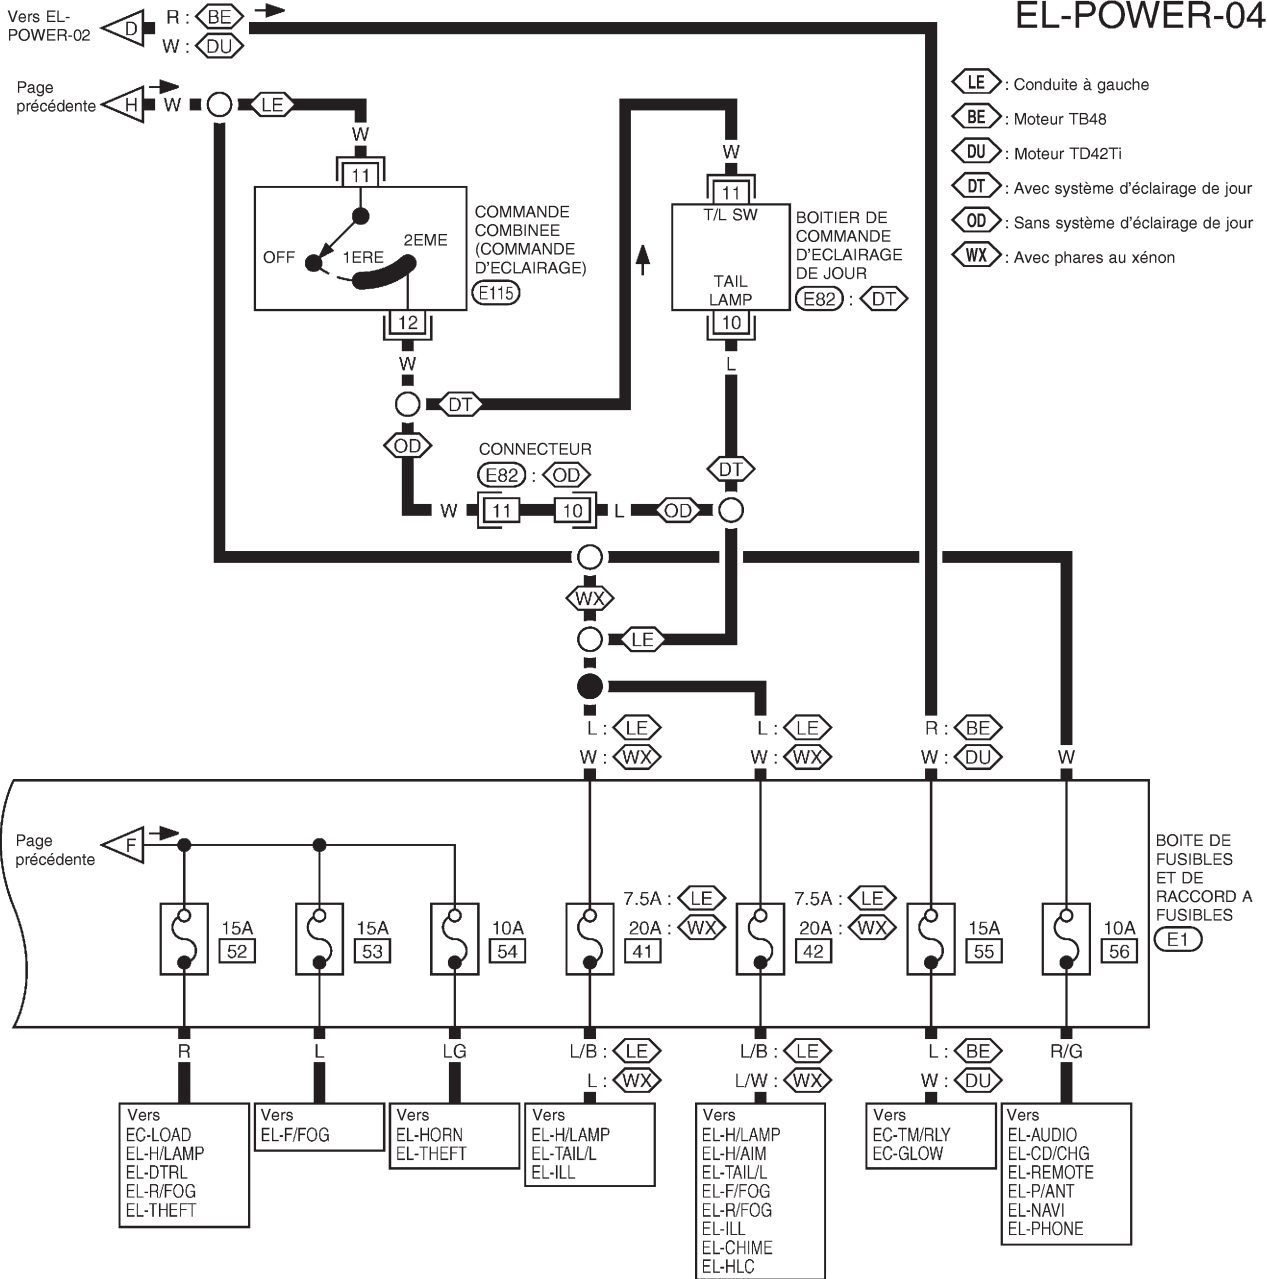 EL-POWER-04
Vers EL-
POWER-02
D
R : BE
W : DU
Page
précédente
H
W
LE
LE : Conduite à gauche
BE : Moteur TB48
DU : Moteur TD42Ti
DT : Avec système d'éclairage de jour
OD : Sans système d'éclairage de jour
WX : Avec phares au xénon
W
11
OFF
1ERE
2EME
COMMANDE
COMBINEE
(COMMANDE
D'ECLAIRAGE)
E115
12
W
W
11
T/L SW
TAIL
LAMP
10
BOITIER DE
COMMANDE
D'ECLAIRAGE
DE JOUR
E82 : DT
L
DT
OD
CONNECTEUR
E82 : OD
DT
W
11
10
L
OD
WX
LE
L : LE
W : WX
L : LE
W : WX
R : BE
W : DU
W
Page
précédente
F
BOITE DE
FUSIBLES
ET DE
RACCORD A
FUSIBLES
E1
15A
52
15A
53
10A
54
7.5A : LE
20A : WX
41
7.5A : LE
20A : WX
42
15A
55
10A
56
R
L
LG
L/B : LE
L : WX
L/B : LE
L/W : WX
L : BE
W : DU
R/G
Vers
EC-LOAD
EL-H/LAMP
EL-DTRL
EL-R/FOG
EL-THEFT
Vers
EL-F/FOG
Vers
EL-HORN
EL-THEFT
Vers
EL-H/LAMP
EL-TAIL/L
EL-ILL
Vers
EL-H/LAMP
EL-H/AIM
EL-TAIL/L
EL-F/FOG
EL-R/FOG
EL-ILL
EL-CHIME
EL-HLC
Vers
EC-TM/RLY
EC-GLOW
Vers
EL-AUDIO
EL-CD/CHG
EL-REMOTE
EL-P/ANT
EL-NAVI
EL-PHONE